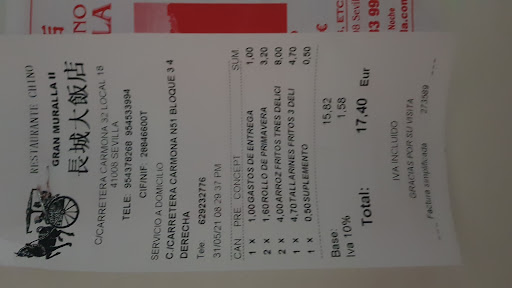 RESTAURANTE CHINO
GRAN MURALLA II
長城大飯店
C/CARRETERA CARMONA 32 LOCAL 16
41008 SEVILLA
TELE: 954378268 954533994
CIF/NIF: 28846600T
SERVICIO A DOMICILIO
C./CARRETERA CARMONA N51 BLOQUE 3 4
DERECHA
Tele. 629232776
31/05/21 08:29:37 PM
CAN PRE CONCEPT SUM
1 x 1,00 GASTOS DE ENTREGA 1,00
2 x 1,60 ROLLO DE PRIMAVERA 3,20
2 x 4,00 ARROZ FRITOS TRES DELICI 8,00
1 x 4,70 TALLARINES FRITOS 3 DELI 4,70
1 x 0,50 SUPLEMENTO 0,50
Base: 15,82
Iva 10% 1,58
Total: 17,40 Eur
IVA INCLUIDO
GRACIAS POR SU VISITA
Factura simplificada 273589